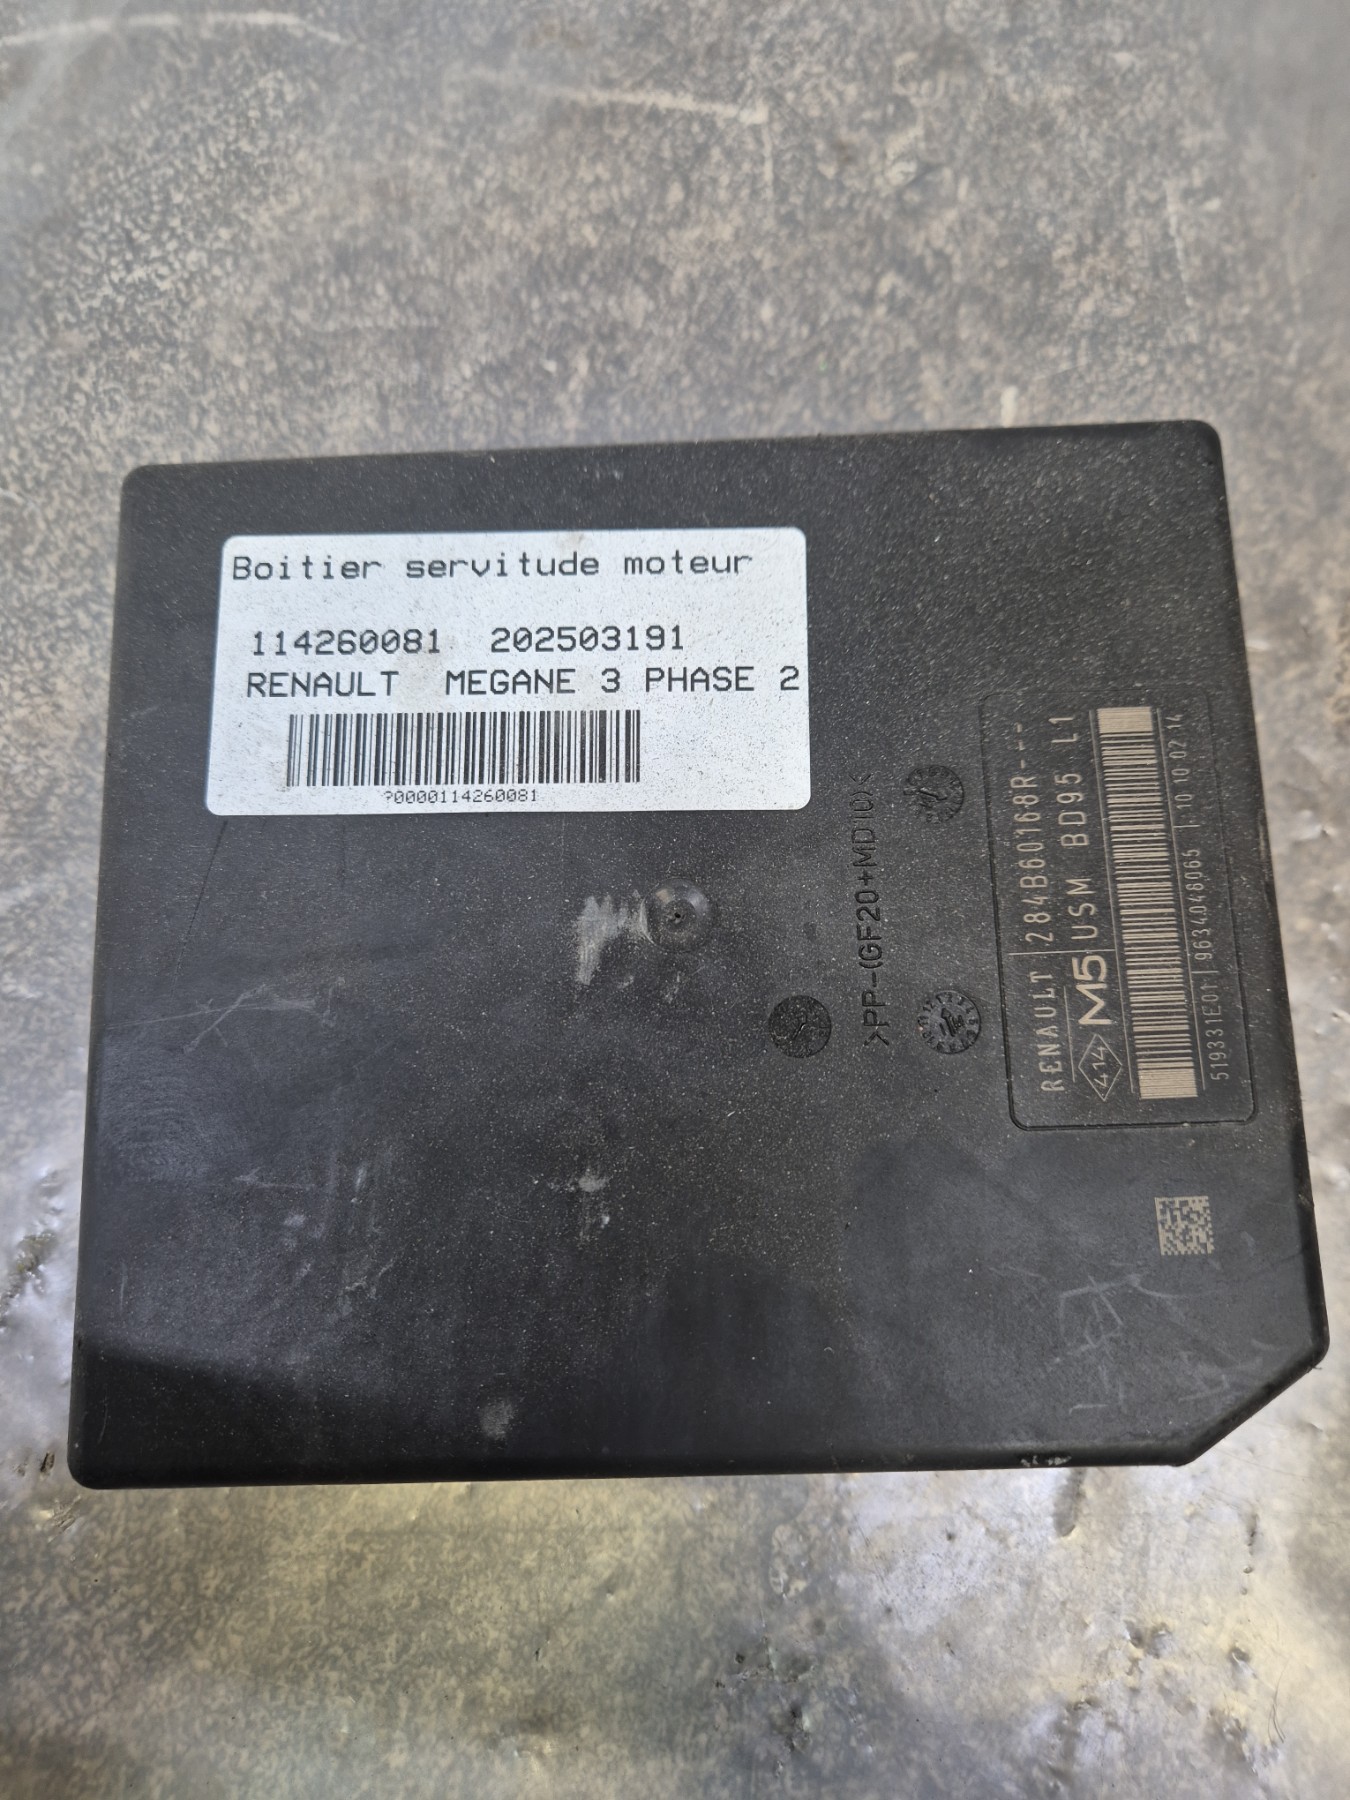 Boitier servitude moteur
114260081 202503191
RENAULT MEGANE 3 PHASE 2
?0000114260081
>PP-(GF20+MD10)<
RENAULT 284B60168R--
414 M5 USM BD95 L1
519331E01 9634048065 10 10 02 14